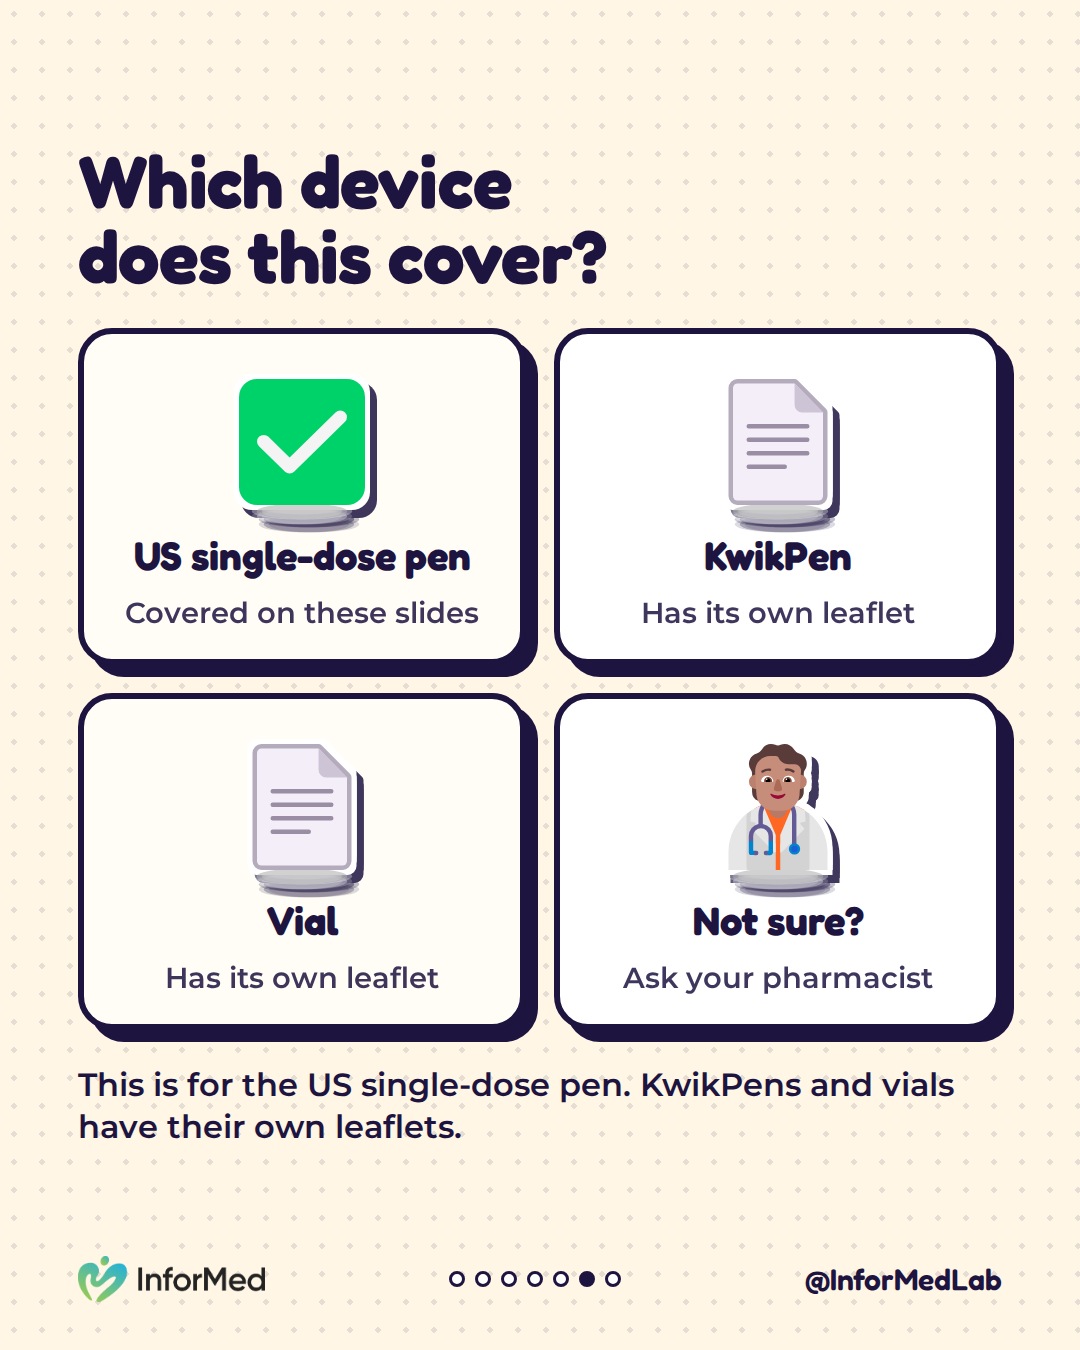 Which device
does this cover?
US single-dose pen
Covered on these slides
KwikPen
Has its own leaflet
Vial
Has its own leaflet
Not sure?
Ask your pharmacist
This is for the US single-dose pen. KwikPens and vials
have their own leaflets.
InforMed
@InforMedLab